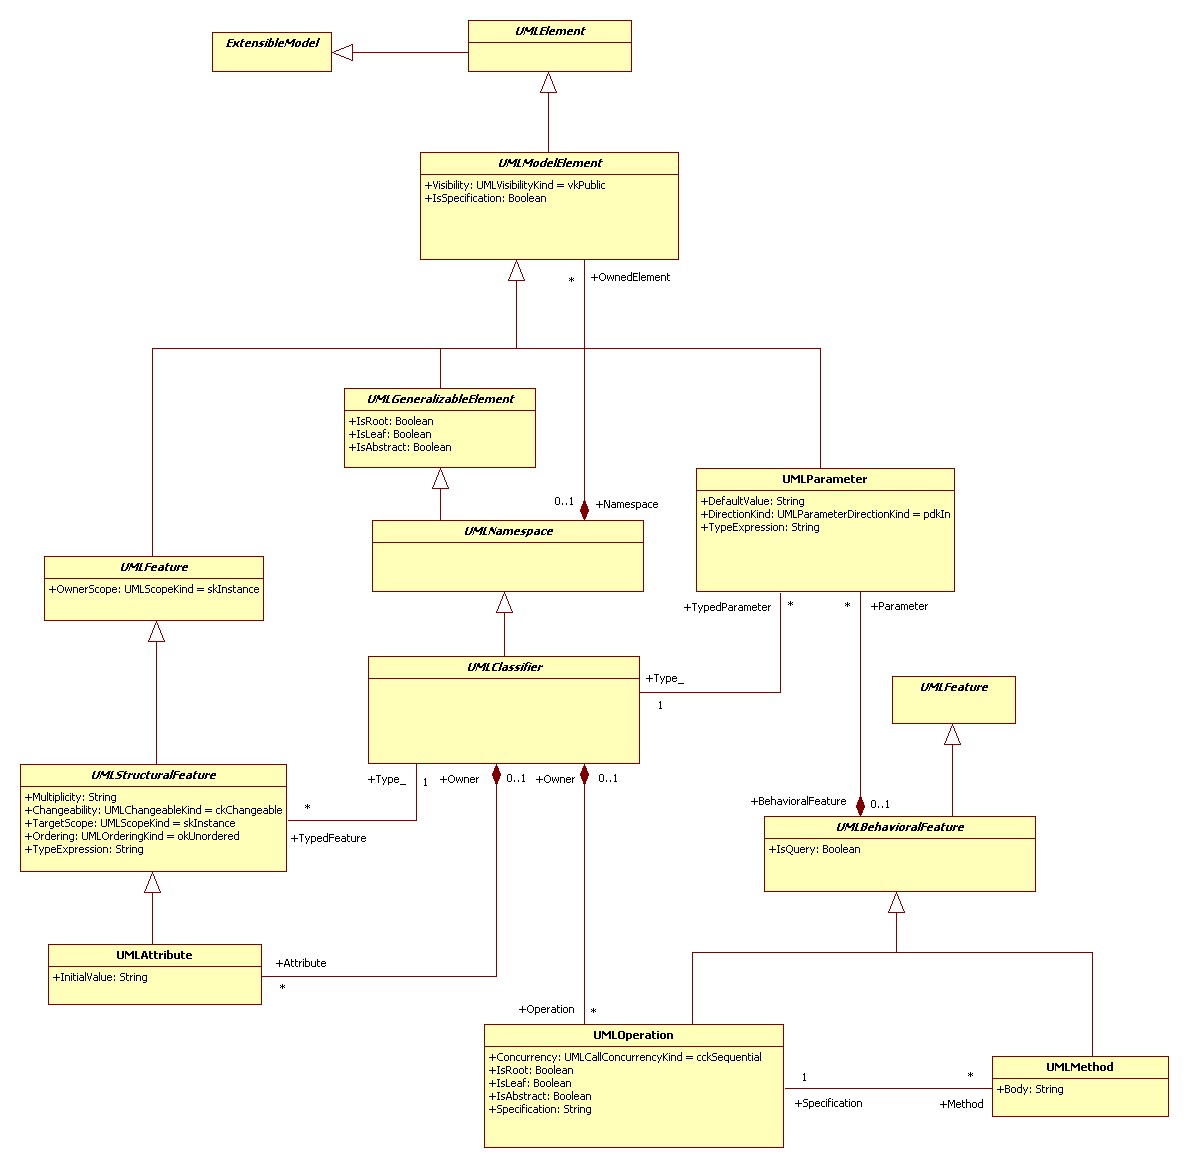 ExtensibleModel
UMLElement
UMLModelElement
+Visibility: UMLVisibilityKind = vkPublic
+IsSpecification: Boolean
*
+OwnedElement
UMLGeneralizableElement
+IsRoot: Boolean
+IsLeaf: Boolean
+IsAbstract: Boolean
0..1
+Namespace
UMLNamespace
UMLParameter
+DefaultValue: String
+DirectionKind: UMLParameterDirectionKind = pdkIn
+TypeExpression: String
UMLFeature
+OwnerScope: UMLScopeKind = skInstance
+TypedParameter
*
*
+Parameter
UMLClassifier
+Type_
1
UMLFeature
+Type_
1
+Owner
0..1
+Owner
0..1
UMLStructuralFeature
+Multiplicity: String
+Changeability: UMLChangeableKind = ckChangeable
+TargetScope: UMLScopeKind = skInstance
+Ordering: UMLOrderingKind = okUnordered
+TypeExpression: String
*
+TypedFeature
+BehavioralFeature
0..1
UMLBehavioralFeature
+IsQuery: Boolean
UMLAttribute
+InitialValue: String
+Attribute
*
+Operation
*
UMLOperation
+Concurrency: UMLCallConcurrencyKind = cckSequential
+IsRoot: Boolean
+IsLeaf: Boolean
+IsAbstract: Boolean
+Specification: String
1
+Specification
*
+Method
UMLMethod
+Body: String